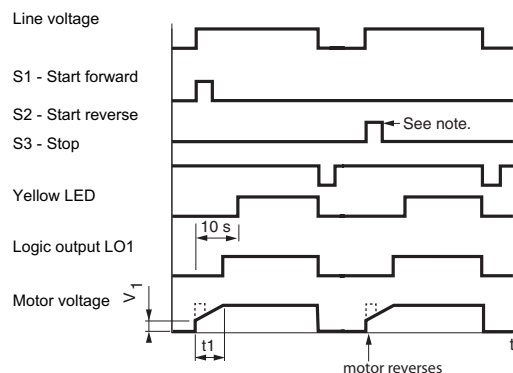 Line voltage
S1 - Start forward
S2 - Start reverse
See note.
S3 - Stop
Yellow LED
10 s
Logic output LO1
Motor voltage
V1
t1
t
motor reverses